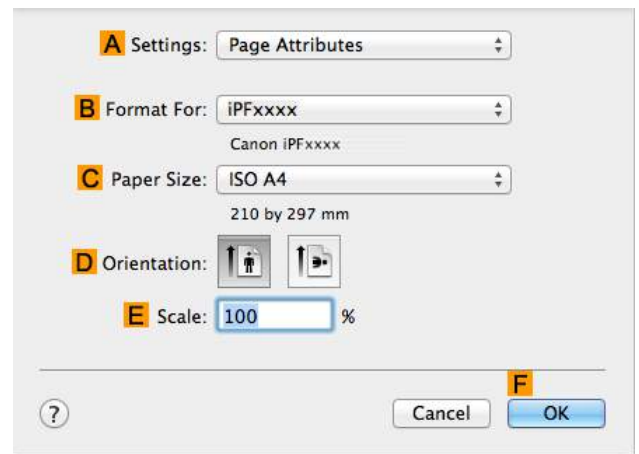 A Settings: Page Attributes
B Format For: iPFxxxx
Canon iPFxxxx
C Paper Size: ISO A4
210 by 297 mm
D Orientation:
E Scale: 100 %
F
? Cancel OK